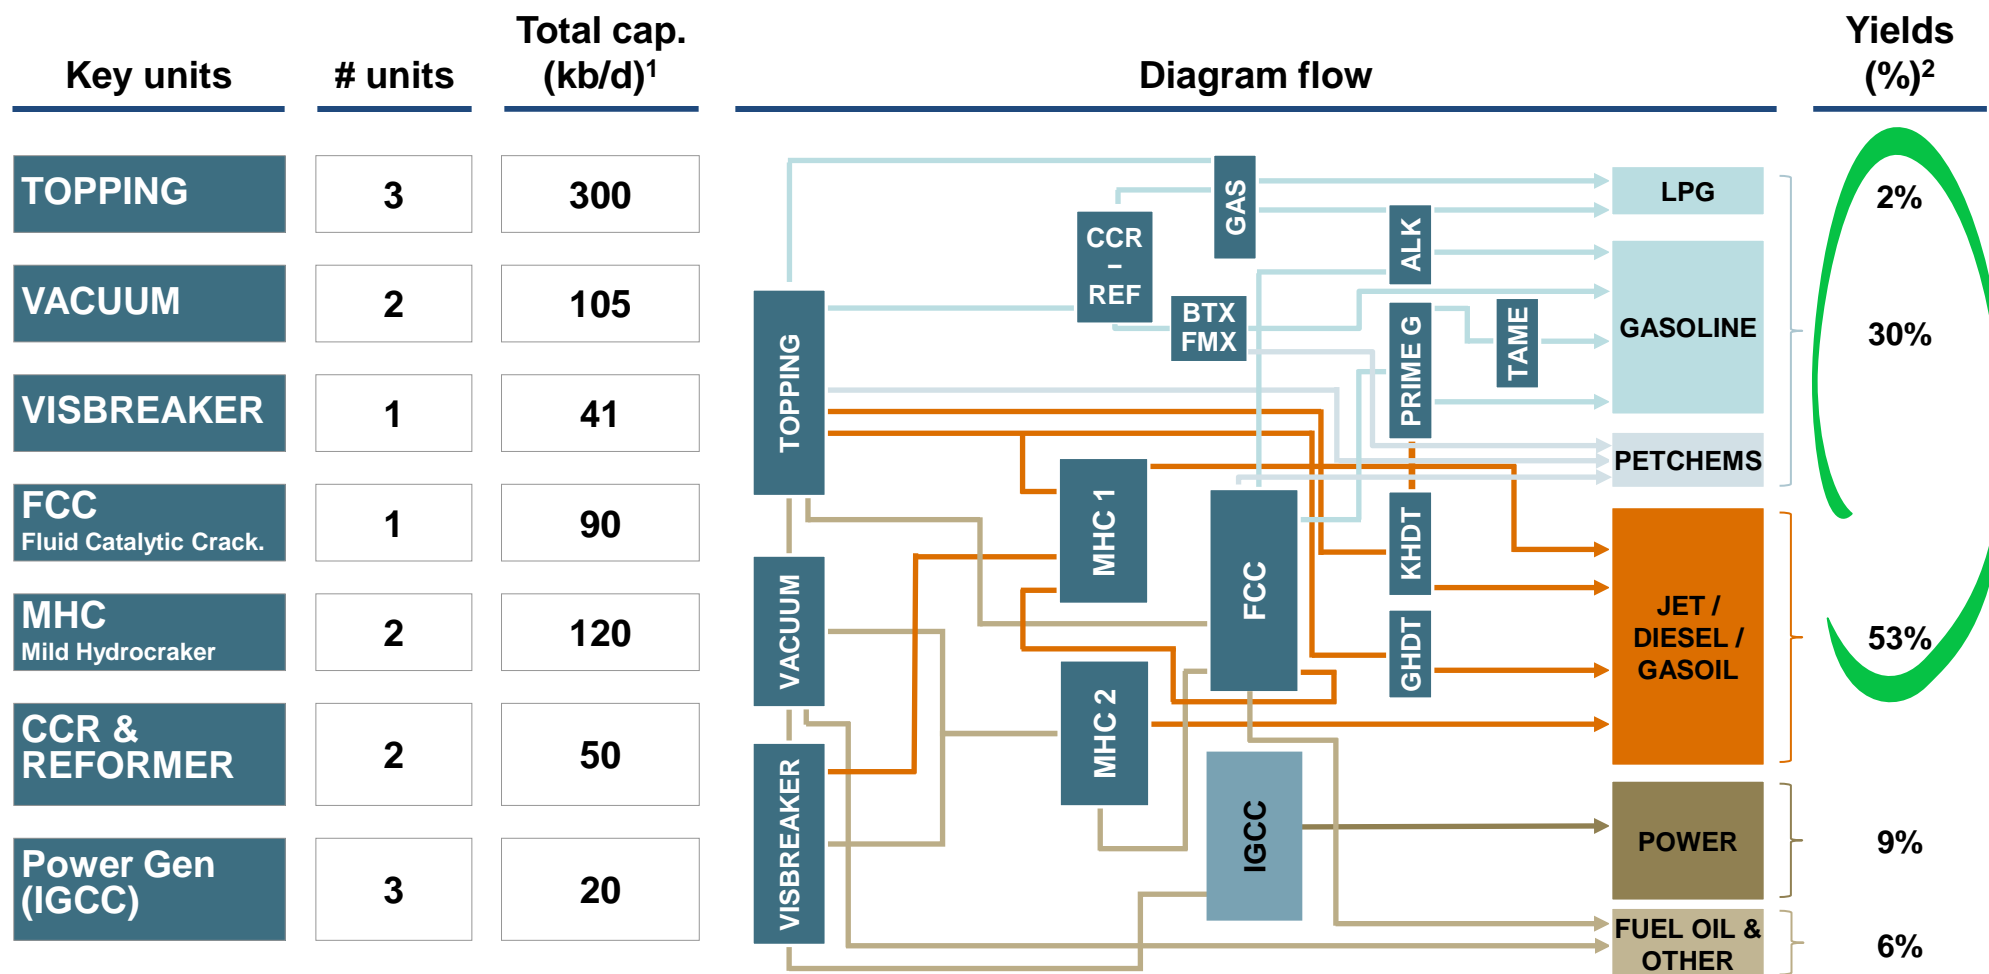 Key units
# units
Total cap.
(kb/d)¹
Diagram flow
Yields
(%)²
TOPPING
3
300
VACUUM
2
105
VISBREAKER
1
41
FCC
Fluid Catalytic Crack.
1
90
MHC
Mild Hydrocraker
2
120
CCR &
REFORMER
2
50
Power Gen
(IGCC)
3
20
TOPPING
VACUUM
VISBREAKER
CCR
–
REF
BTX
FMX
GAS
MHC 1
MHC 2
FCC
IGCC
ALK
PRIME G
TAME
KHDT
GHDT
LPG
GASOLINE
PETCHEMS
JET /
DIESEL /
GASOIL
POWER
FUEL OIL &
OTHER
2%
30%
53%
9%
6%